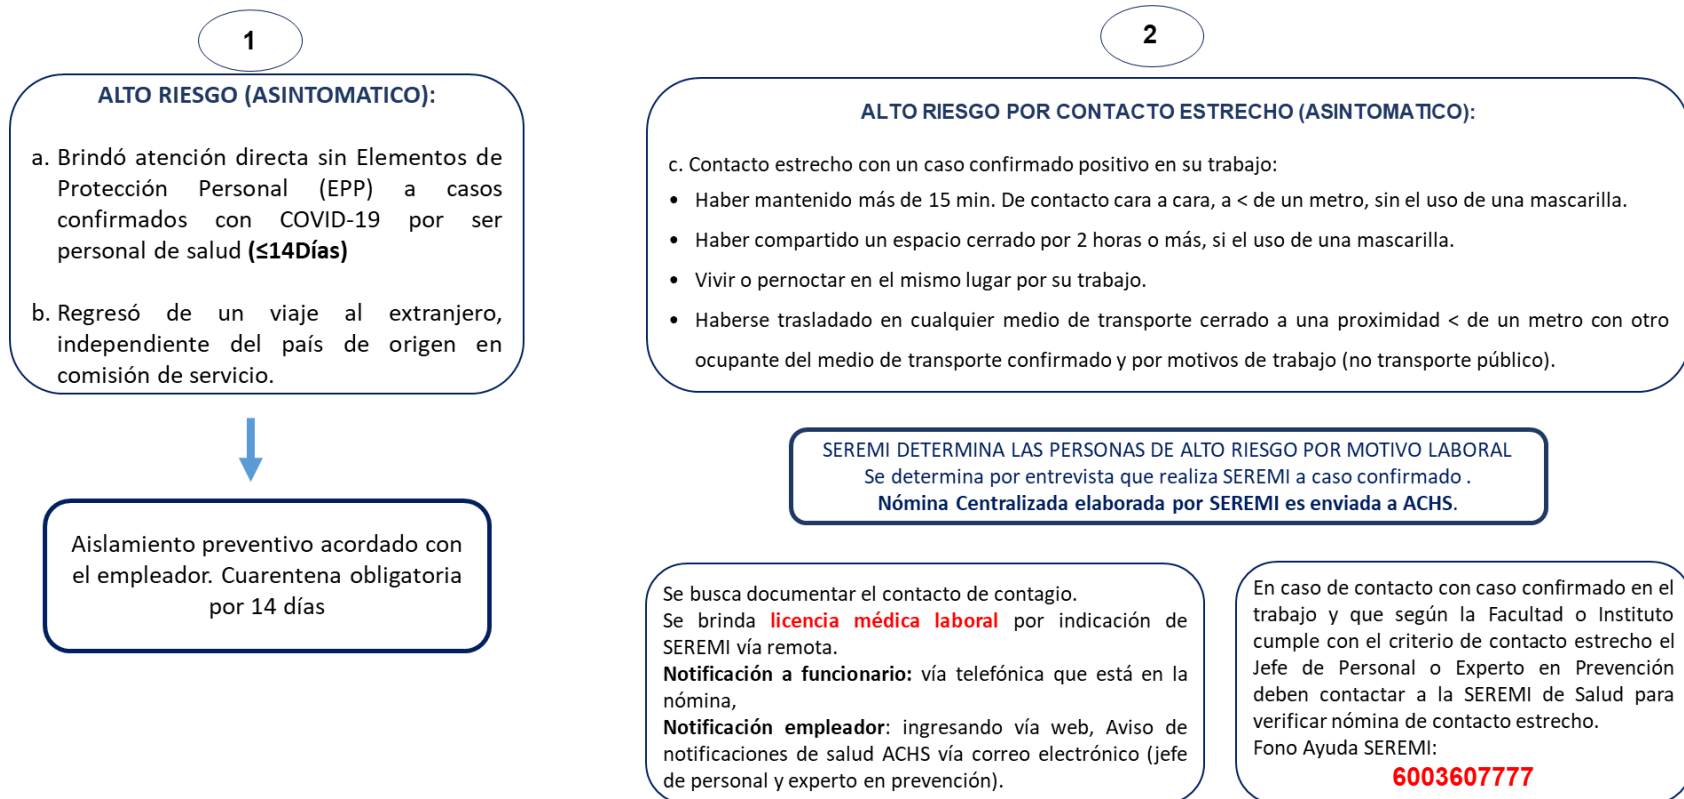 1
ALTO RIESGO (ASINTOMATICO):
a. Brindó atención directa sin Elementos de
Protección Personal (EPP) a casos
confirmados con COVID-19 por ser
personal de salud (≤14Días)
b. Regresó de un viaje al extranjero,
independiente del país de origen en
comisión de servicio.
Aislamiento preventivo acordado con
el empleador. Cuarentena obligatoria
por 14 días
2
ALTO RIESGO POR CONTACTO ESTRECHO (ASINTOMATICO):
c. Contacto estrecho con un caso confirmado positivo en su trabajo:
• Haber mantenido más de 15 min. De contacto cara a cara, a < de un metro, sin el uso de una mascarilla.
• Haber compartido un espacio cerrado por 2 horas o más, si el uso de una mascarilla.
• Vivir o pernoctar en el mismo lugar por su trabajo.
• Haberse trasladado en cualquier medio de transporte cerrado a una proximidad < de un metro con otro
ocupante del medio de transporte confirmado y por motivos de trabajo (no transporte público).
SEREMI DETERMINA LAS PERSONAS DE ALTO RIESGO POR MOTIVO LABORAL
Se determina por entrevista que realiza SEREMI a caso confirmado .
Nómina Centralizada elaborada por SEREMI es enviada a ACHS.
Se busca documentar el contacto de contagio.
Se brinda licencia médica laboral por indicación de
SEREMI vía remota.
Notificación a funcionario: vía telefónica que está en la
nómina,
Notificación empleador: ingresando vía web, Aviso de
notificaciones de salud ACHS vía correo electrónico (jefe
de personal y experto en prevención).
En caso de contacto con caso confirmado en el
trabajo y que según la Facultad o Instituto
cumple con el criterio de contacto estrecho el
Jefe de Personal o Experto en Prevención
deben contactar a la SEREMI de Salud para
verificar nómina de contacto estrecho.
Fono Ayuda SEREMI:
6003607777